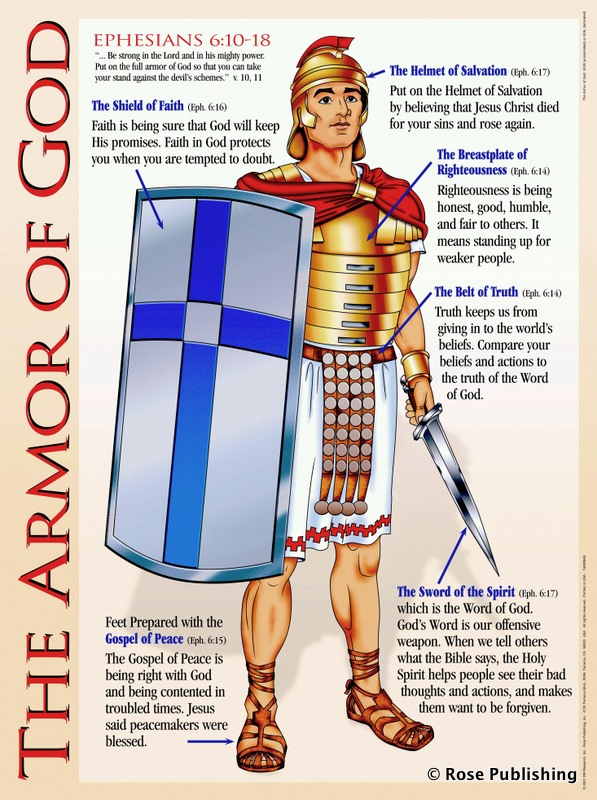 THE ARMOR OF GOD
EPHESIANS 6:10-18
"... Be strong in the Lord and in his mighty power.
Put on the full armor of God so that you can take
your stand against the devil's schemes." v. 10, 11
The Shield of Faith (Eph. 6:16)
Faith is being sure that God will keep
His promises. Faith in God protects
you when you are tempted to doubt.
The Helmet of Salvation (Eph. 6:17)
Put on the Helmet of Salvation
by believing that Jesus Christ died
for your sins and rose again.
The Breastplate of
Righteousness (Eph. 6:14)
Righteousness is being
honest, good, humble,
and fair to others. It
means standing up for
weaker people.
The Belt of Truth (Eph. 6:14)
Truth keeps us from
giving in to the world's
beliefs. Compare your
beliefs and actions to
the truth of the Word
of God.
The Sword of the Spirit (Eph. 6:17)
which is the Word of God.
God's Word is our offensive
weapon. When we tell others
what the Bible says, the Holy
Spirit helps people see their bad
thoughts and actions, and makes
them want to be forgiven.
Feet Prepared with the
Gospel of Peace (Eph. 6:15)
The Gospel of Peace is
being right with God
and being contented in
troubled times. Jesus
said peacemakers were
blessed.
© Rose Publishing